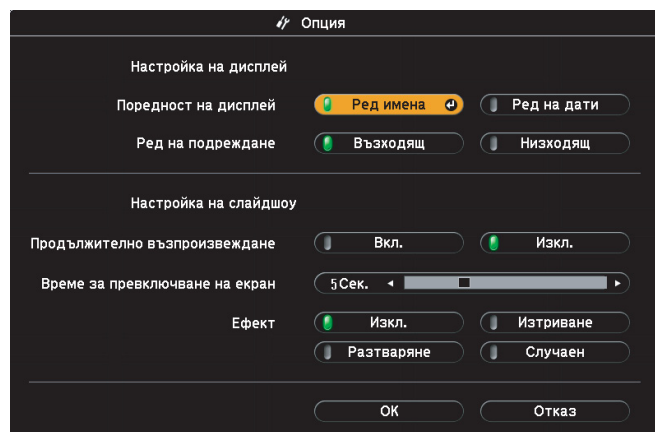 Опция
Настройка на дисплей
Поредност на дисплей Ред имена Ред на дати
Ред на подреждане Възходящ Низходящ
Настройка на слайдшоу
Продължително възпроизвеждане Вкл. Изкл.
Време за превключване на екран 5Сек.
Ефект Изкл. Изтриване
Разтваряне Случаен
ОК Отказ